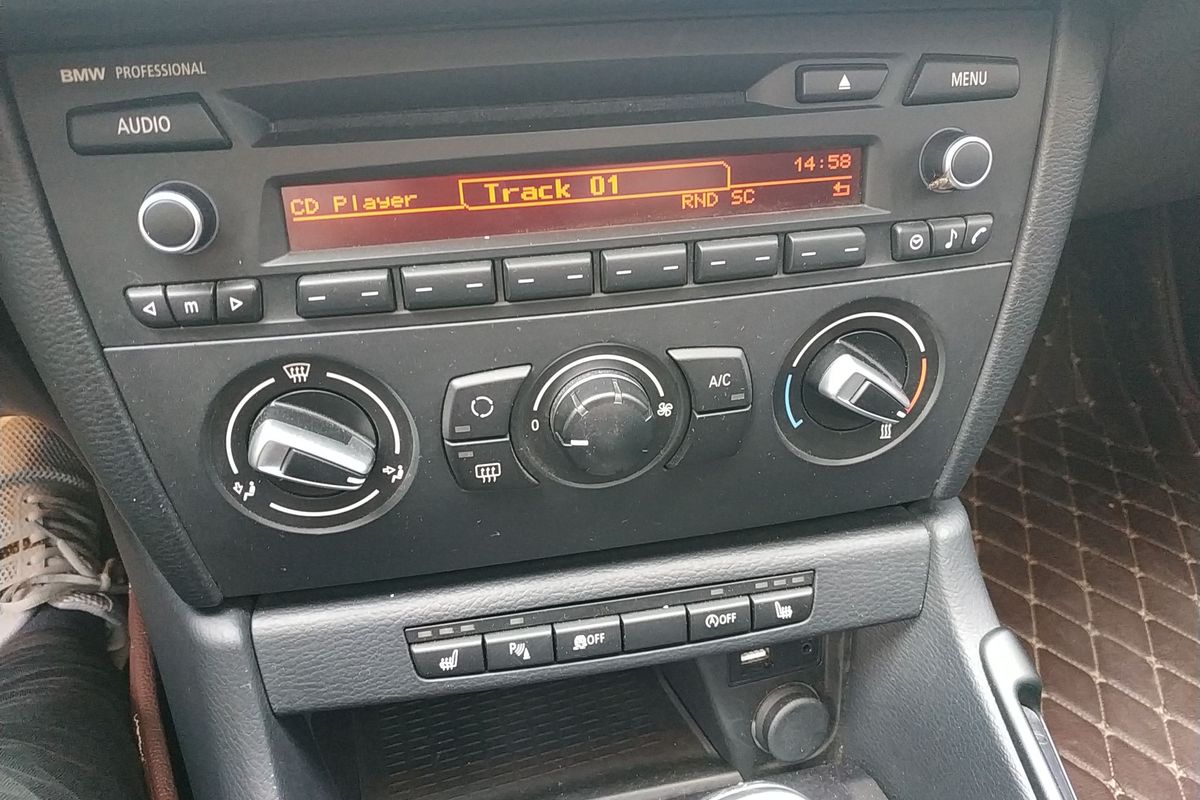 BMW PROFESSIONAL
MENU
AUDIO
14:58
CD Player
Track 01
RND SC
m
A/C
0
P
OFF
OFF